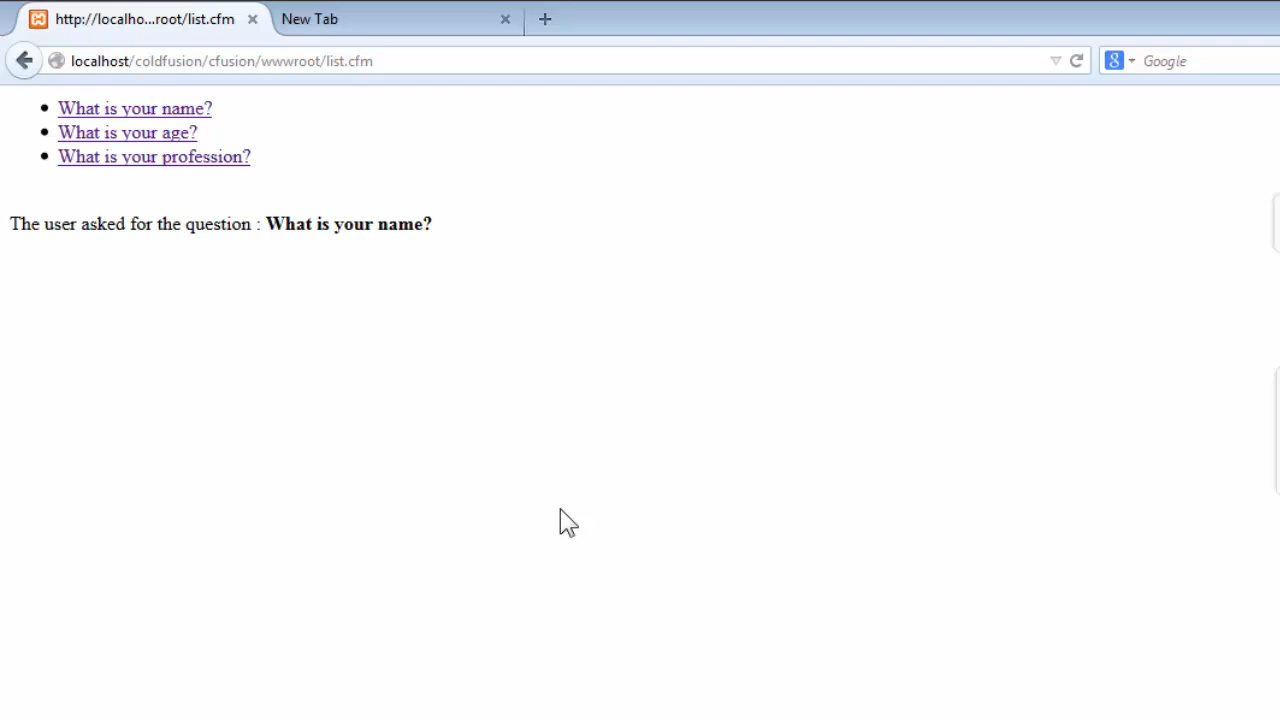 http://localho...root/list.cfm
New Tab
localhost/coldfusion/cfusion/wwwroot/list.cfm
8
Google
What is your name?
What is your age?
What is your profession?
The user asked for the question : What is your name?